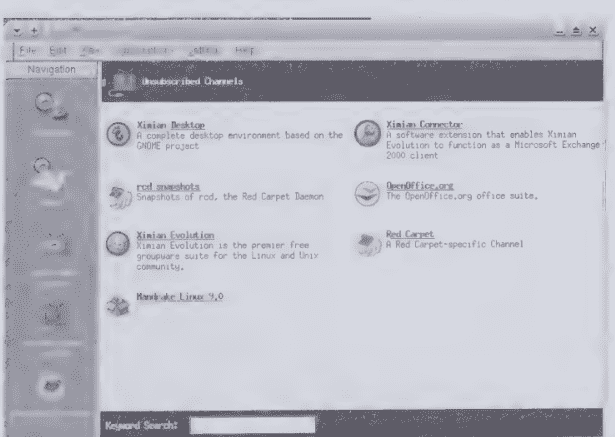 File Edit
Help
Navigation
Unsubscribed Channels
Ximian Desktop
A complete desktop environment based on the
GNOME project
Ximian Connector
A software extension that enables Ximian
Evolution to function as a Microsoft Exchange
2000 client
rcd snapshots
Snapshots of rcd, the Red Carpet Daemon
OpenOffice.org
The OpenOffice.org office suite.
Ximian Evolution
Ximian Evolution is the premier free
groupware suite for the Linux and Unix
community.
Red Carpet
A Red Carpet-specific Channel
Mandrake Linux 9.0
Keyword Search: